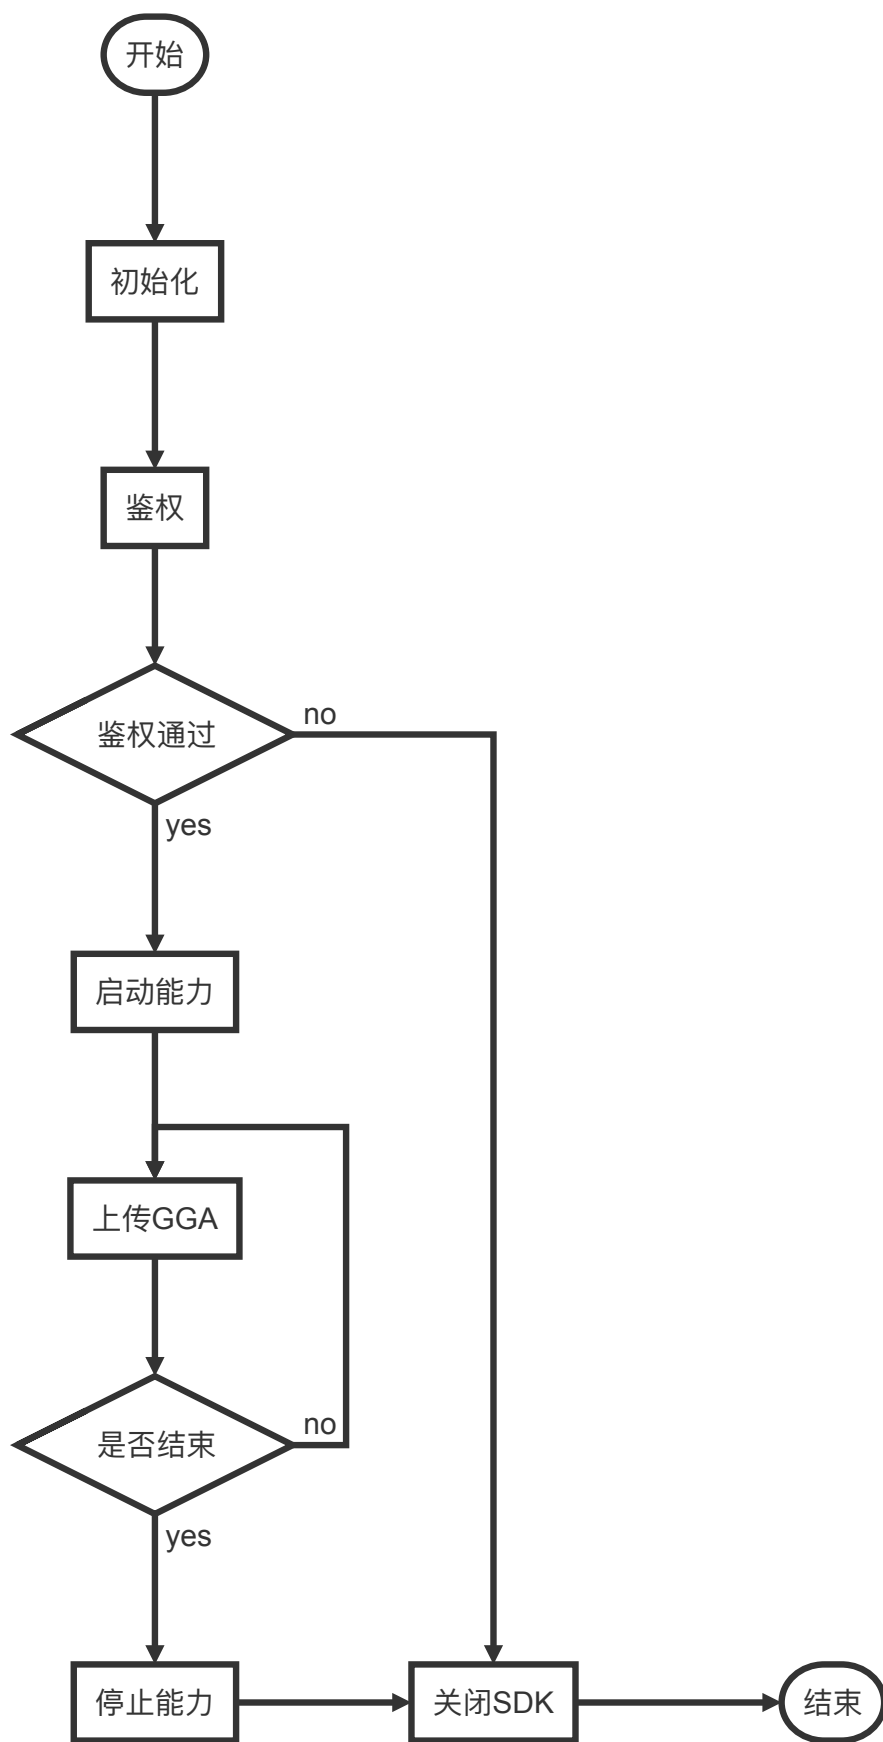 开始
初始化
鉴权
鉴权通过
no
yes
启动能力
上传GGA
是否结束
no
yes
停止能力
关闭SDK
结束